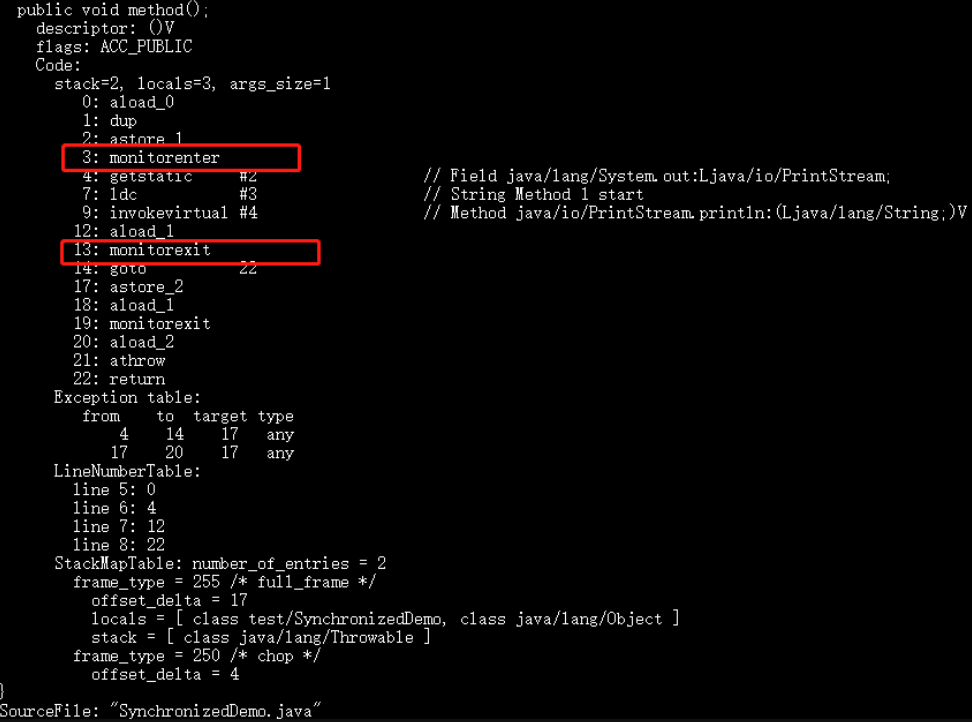 public void method();
descriptor: ()V
flags: ACC_PUBLIC
Code:
stack=2, locals=3, args_size=1
0: aload_0
1: dup
2: astore_1
3: monitorenter
4: getstatic #2 // Field java/lang/System.out:Ljava/io/PrintStream;
7: ldc #3 // String Method 1 start
9: invokevirtual #4 // Method java/io/PrintStream.println:(Ljava/lang/String;)V
12: aload_1
13: monitorexit
14: goto 22
17: astore_2
18: aload_1
19: monitorexit
20: aload_2
21: athrow
22: return
Exception table:
from to target type
4 14 17 any
17 20 17 any
LineNumberTable:
line 5: 0
line 6: 4
line 7: 12
line 8: 22
StackMapTable: number_of_entries = 2
frame_type = 255 /* full_frame */
offset_delta = 17
locals = [ class test/SynchronizedDemo, class java/lang/Object ]
stack = [ class java/lang/Throwable ]
frame_type = 250 /* chop */
offset_delta = 4
}
SourceFile: "SynchronizedDemo.java"